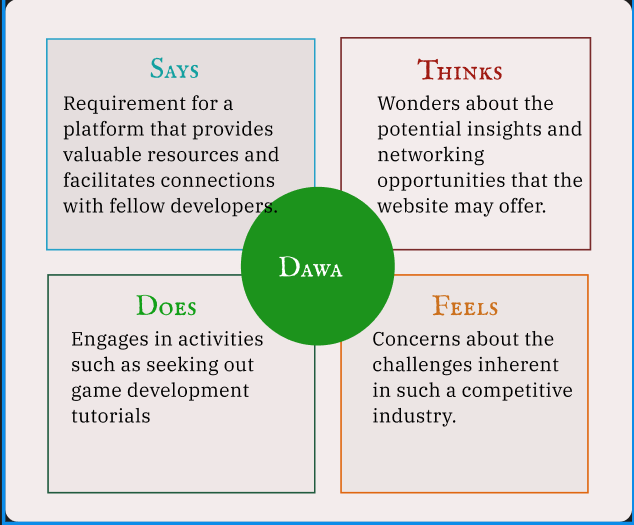 Says
Requirement for a
platform that provides
valuable resources and
facilitates connections
with fellow developers.
Thinks
Wonders about the
potential insights and
networking
opportunities that the
website may offer.
Dawa
Does
Engages in activities
such as seeking out
game development
tutorials
Feels
Concerns about the
challenges inherent
in such a competitive
industry.